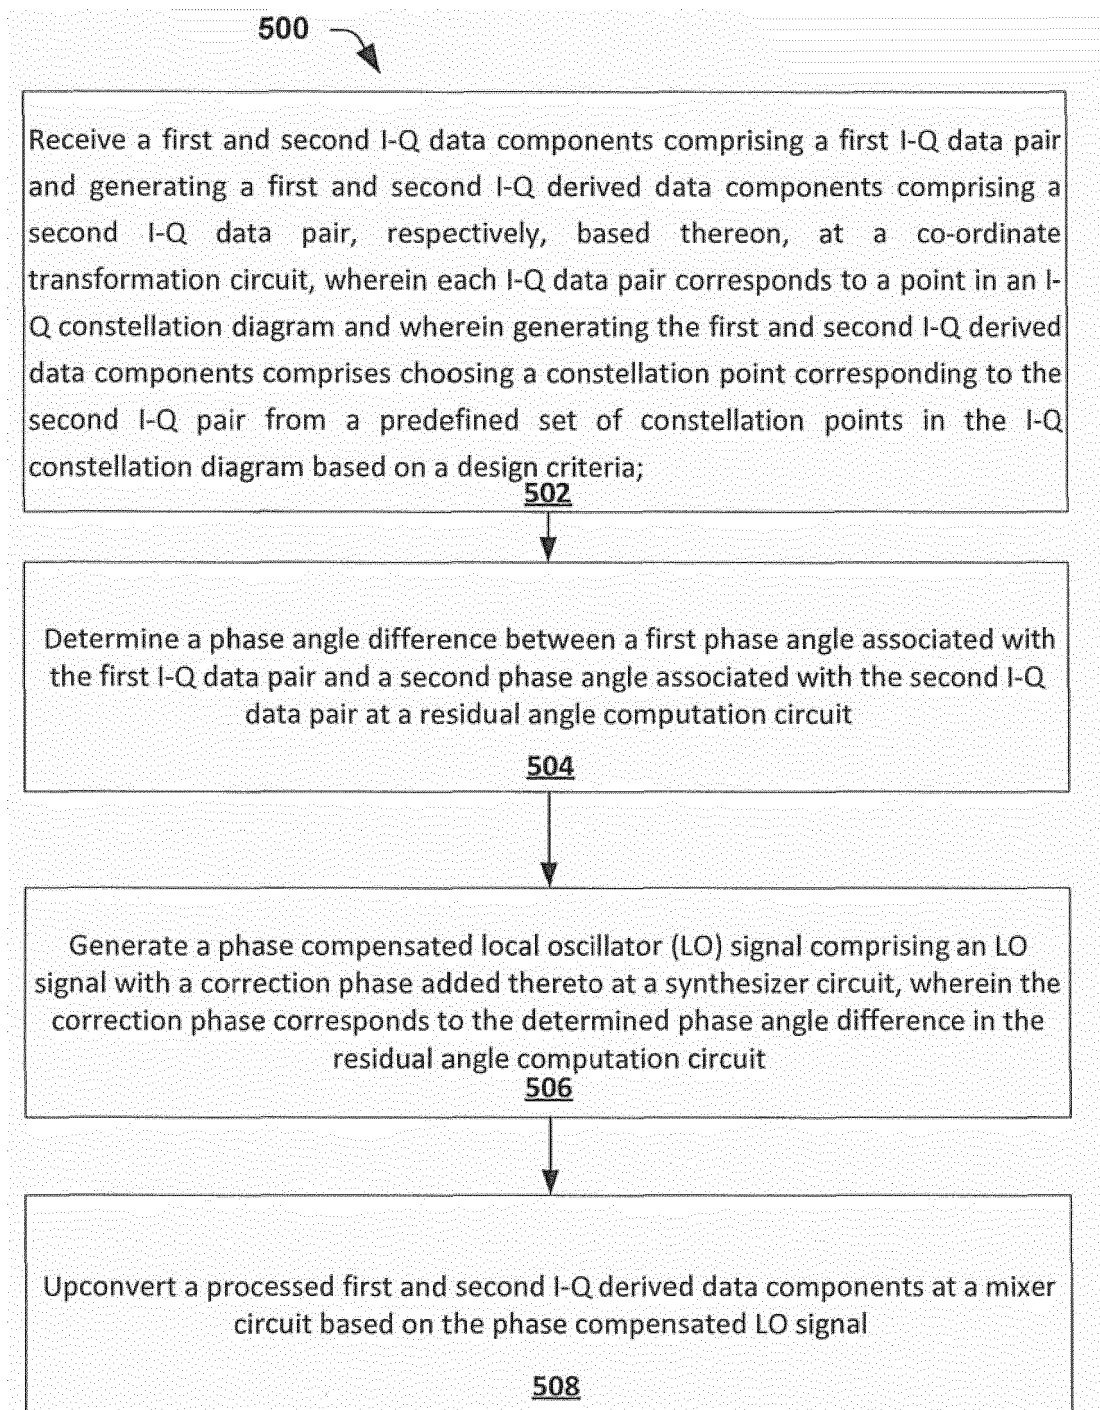 500
Receive a first and second I-Q data components comprising a first I-Q data pair
and generating a first and second I-Q derived data components comprising a
second I-Q data pair, respectively, based thereon, at a co-ordinate
transformation circuit, wherein each I-Q data pair corresponds to a point in an I-
Q constellation diagram and wherein generating the first and second I-Q derived
data components comprises choosing a constellation point corresponding to the
second I-Q pair from a predefined set of constellation points in the I-Q
constellation diagram based on a design criteria;
502
Determine a phase angle difference between a first phase angle associated with
the first I-Q data pair and a second phase angle associated with the second I-Q
data pair at a residual angle computation circuit
504
Generate a phase compensated local oscillator (LO) signal comprising an LO
signal with a correction phase added thereto at a synthesizer circuit, wherein the
correction phase corresponds to the determined phase angle difference in the
residual angle computation circuit
506
Upconvert a processed first and second I-Q derived data components at a mixer
circuit based on the phase compensated LO signal
508